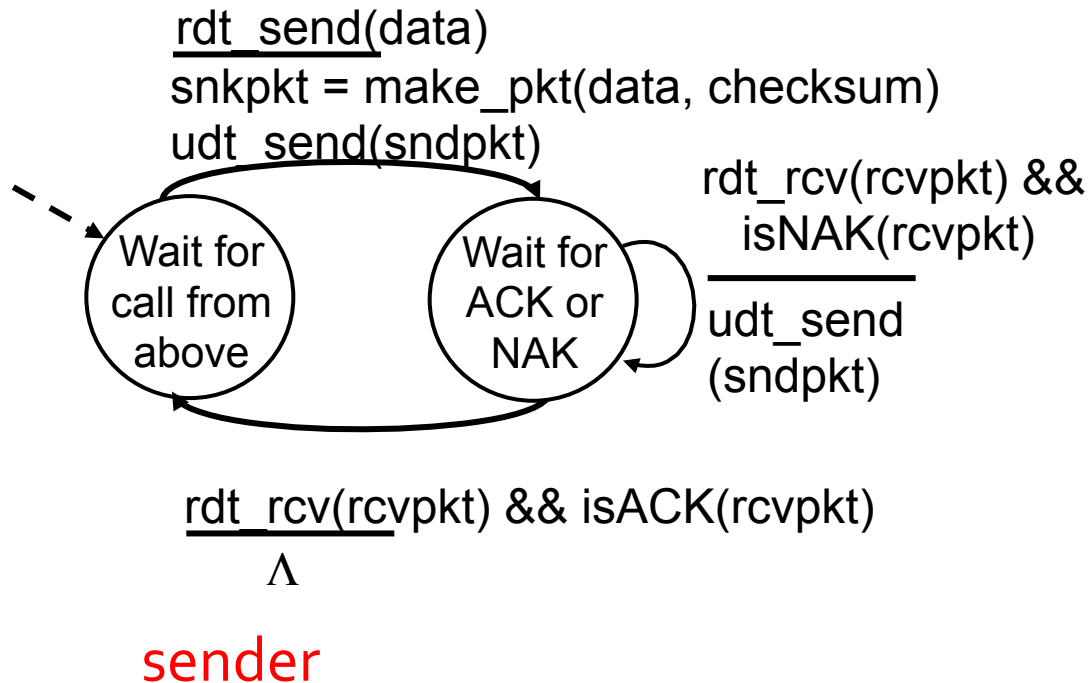 rdt_send(data)
snkpkt = make_pkt(data, checksum)
udt_send(sndpkt)
rdt_rcv(rcvpkt) &&
isNAK(rcvpkt)
udt_send
(sndpkt)
Wait for
call from
above
Wait for
ACK or
NAK
rdt_rcv(rcvpkt) && isACK(rcvpkt)
Λ
sender